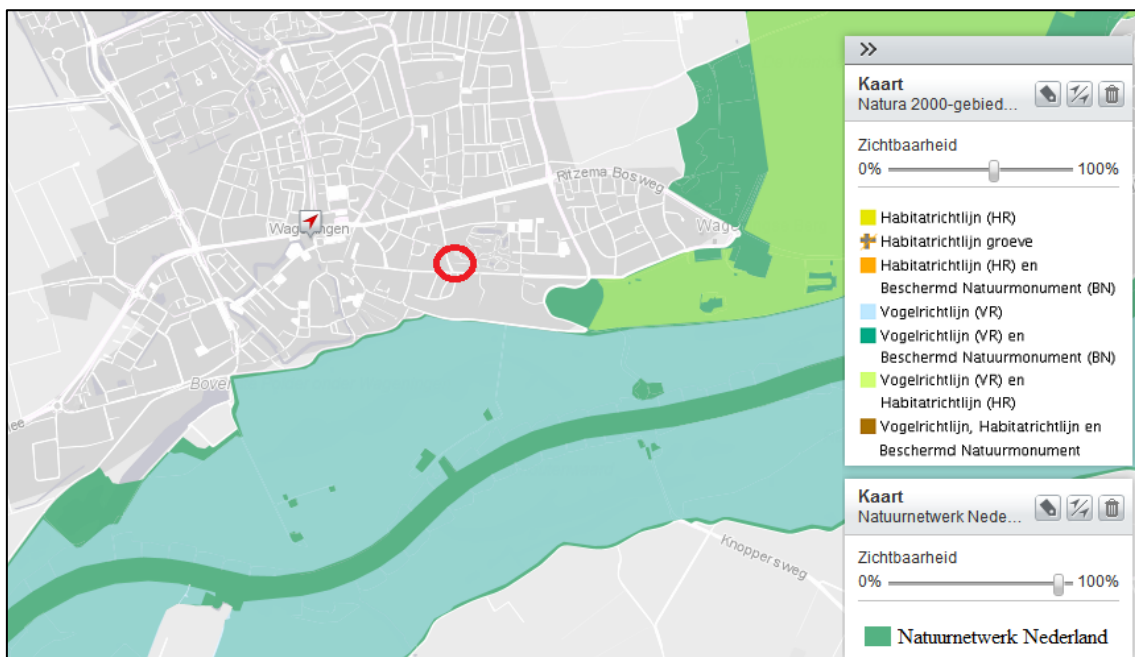 Kaart
Natura 2000-gebied...
Zichtbaarheid
0% 100%
Habitatrichtlijn (HR)
Habitatrichtlijn groeve
Habitatrichtlijn (HR) en
Beschermd Natuurmonument (BN)
Vogelrichtlijn (VR)
Vogelrichtlijn (VR) en
Beschermd Natuurmonument (BN)
Vogelrichtlijn (VR) en
Habitatrichtlijn (HR)
Vogelrichtlijn, Habitatrichtlijn en
Beschermd Natuurmonument
Kaart
Natuurnetwerk Nede...
Zichtbaarheid
0% 100%
Natuurnetwerk Nederland
Ritzema Bosweg
Wage
Knoppersweg